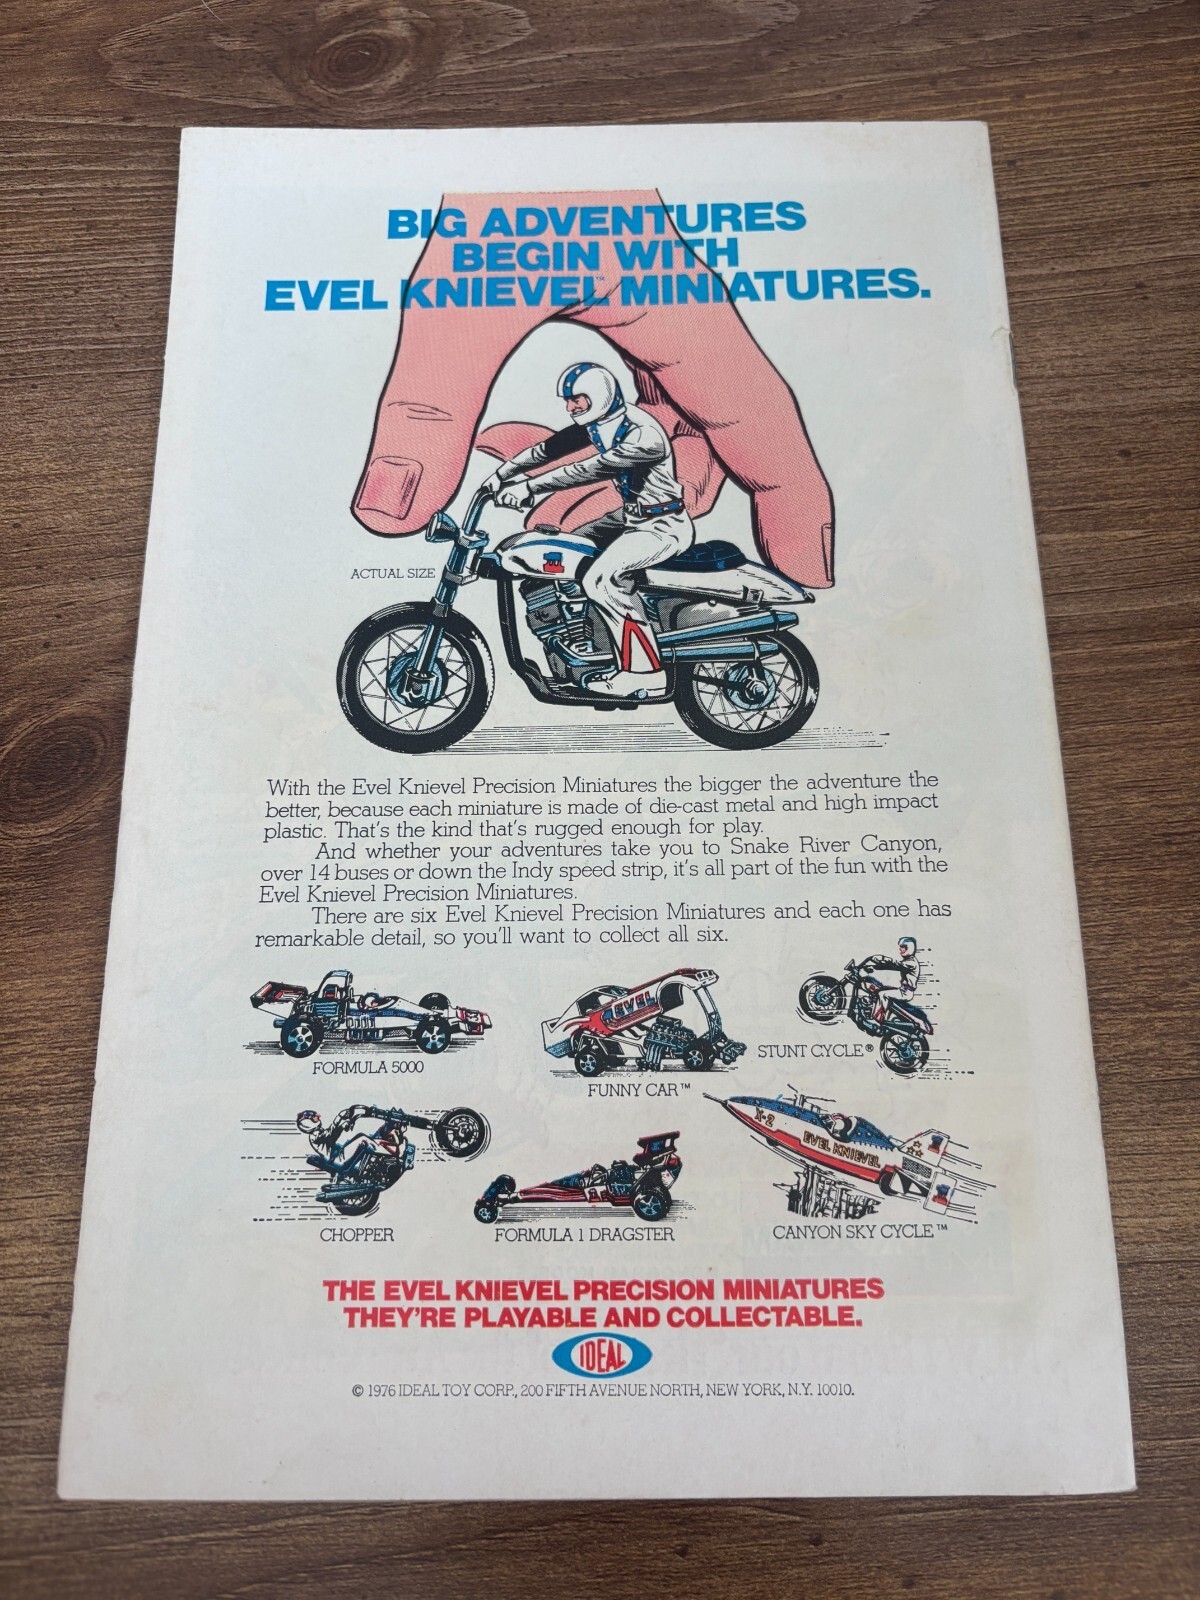 BIG ADVENTURES
BEGIN WITH
EVEL KNIEVEL™ MINIATURES.
ACTUAL SIZE
With the Evel Knievel Precision Miniatures the bigger the adventure the
better, because each miniature is made of die-cast metal and high impact
plastic. That's the kind that's rugged enough for play.
And whether your adventures take you to Snake River Canyon,
over 14 buses or down the Indy speed strip, it's all part of the fun with the
Evel Knievel Precision Miniatures.
There are six Evel Knievel Precision Miniatures and each one has
remarkable detail, so you'll want to collect all six.
EVEL
FORMULA 5000
FUNNY CAR™
STUNT CYCLE®
X-2
EVEL KNIEVEL
CHOPPER
FORMULA 1 DRAGSTER
CANYON SKY CYCLE™
THE EVEL KNIEVEL PRECISION MINIATURES
THEY'RE PLAYABLE AND COLLECTABLE.
IDEAL
© 1976 IDEAL TOY CORP., 200 FIFTH AVENUE NORTH, NEW YORK, N.Y. 10010.